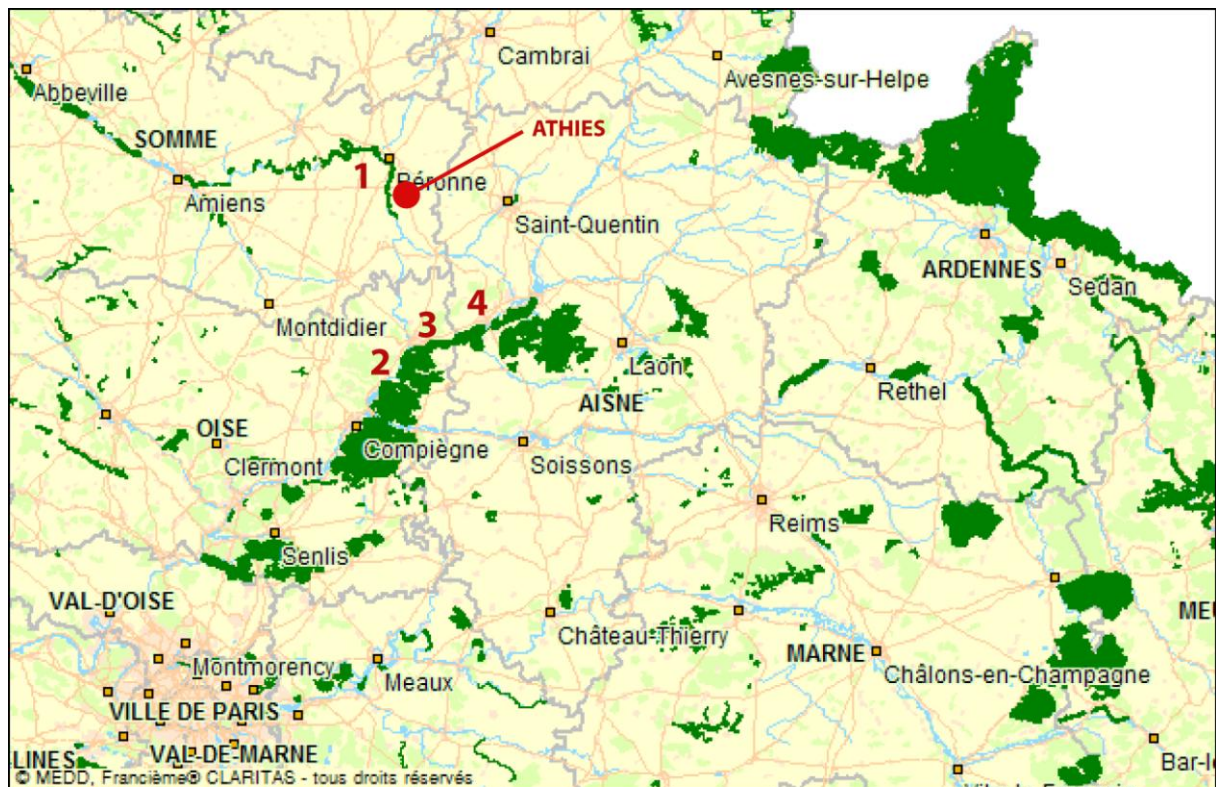 Cambrai
Avesnes-sur-Helpe
Abbeville
SOMME
ATHIES
1
Péronne
Amiens
Saint-Quentin
ARDENNES
Sedan
4
Montdidier
3
2
Laon
Rethel
AISNE
OISE
Compiègne
Clermont
Soissons
Reims
Senlis
VAL-D'OISE
Château-Thierry
MARNE
Montmorency
Meaux
Châlons-en-Champagne
VILLE DE PARIS
VAL-DE-MARNE
LINES
© MEDD, Francième® CLARITAS - tous droits réservés